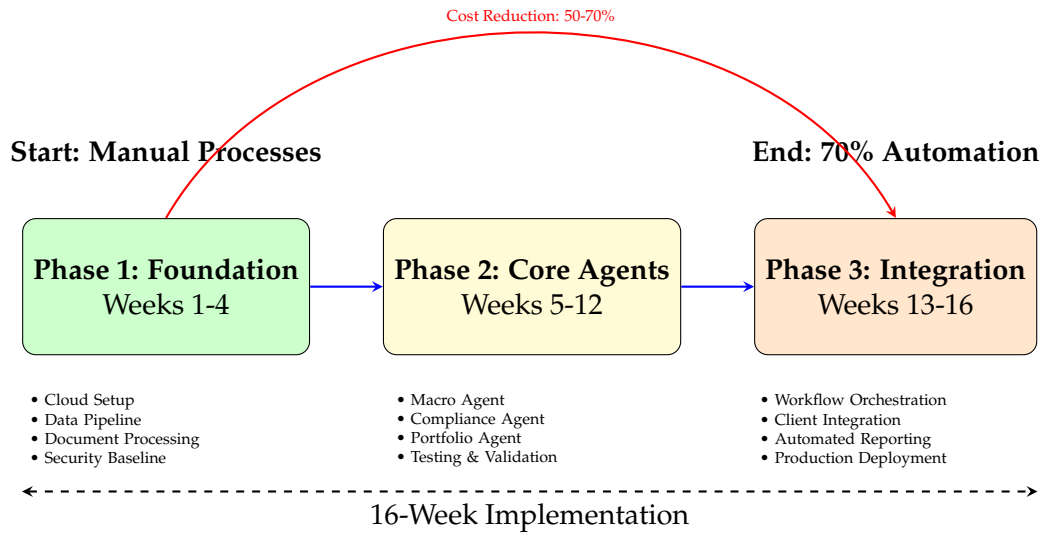 Cost Reduction: 50-70%
Start: Manual Processes
End: 70% Automation
Phase 1: Foundation
Weeks 1-4
Phase 2: Core Agents
Weeks 5-12
Phase 3: Integration
Weeks 13-16
• Cloud Setup
• Data Pipeline
• Document Processing
• Security Baseline
• Macro Agent
• Compliance Agent
• Portfolio Agent
• Testing & Validation
• Workflow Orchestration
• Client Integration
• Automated Reporting
• Production Deployment
16-Week Implementation